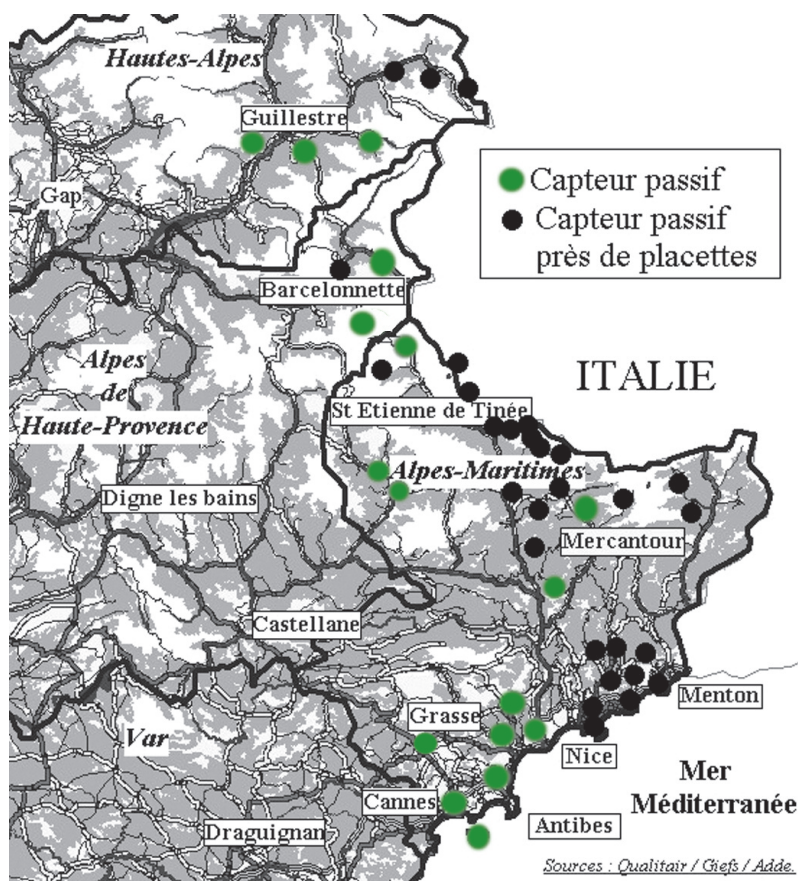 Hautes-Alpes
Guillestre
Capteur passif
Gap
Capteur passif
près de placettes
Barcelonnette
Alpes
de
Haute-Provence
ITALIE
St Etienne de Tinée
Alpes-Maritimes
Digne les bains
Mercantour
Castellane
Menton
Grasse
Var
Nice
Mer
Méditerranée
Cannes
Antibes
Draguignan
Sources : Qualitair / Giefs / Adde.